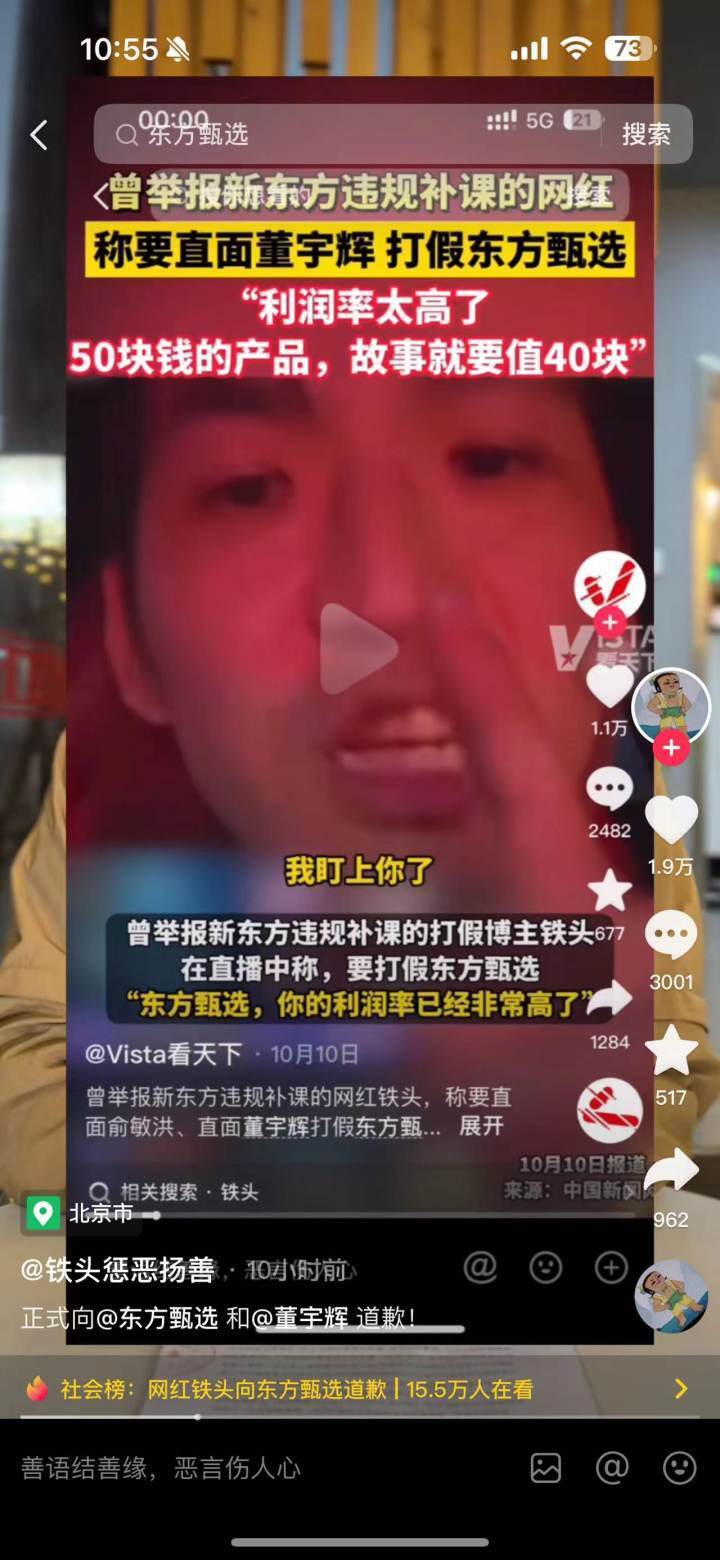 10:55
73
00:00
5G
21
东方甄选
搜索
曾举报新东方违规补课的网红
称要直面董宇辉 打假东方甄选
“利润率太高了
50块钱的产品，故事就要值40块”
VISTA
看天下
1.1万
2482
1.9万
我盯上你了
曾举报新东方违规补课的打假博主铁头
677
在直播中称，要打假东方甄选
3001
“东方甄选，你的利润率已经非常高了”
1284
@Vista看天下 · 10月10日
517
曾举报新东方违规补课的网红铁头，称要直
面俞敏洪、直面董宇辉打假东方甄... 展开
10月10日报道
来源：中国新闻
相关搜索 · 铁头
北京市
962
@铁头惩恶扬善 · 10小时前
正式向@东方甄选 和@董宇辉 道歉！
社会榜：网红铁头向东方甄选道歉 | 15.5万人在看
善语结善缘，恶言伤人心